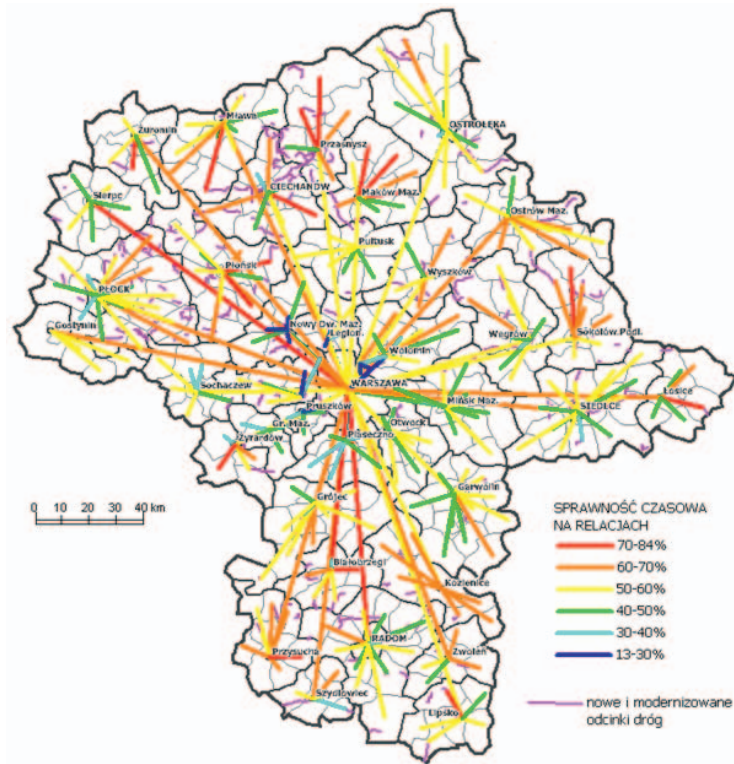 Żuromin
Mława
Przasnysz
OSTROŁĘKA
Sierpc
CIECHANÓW
Maków Maz.
Ostrów Maz.
Pułtusk
Płońsk
Wyszków
PŁOCK
Gostynin
Nowy Dw. Maz.
Legion.
Wołomin
Węgrów
Sokołów Podl.
WARSZAWA
Sochaczew
Pruszków
Mińsk Maz.
SIEDLCE
Łosice
Gr. Maz.
Otwock
Żyrardów
Piaseczno
Garwolin
Grójec
0 10 20 30 40 km
SPRAWNOŚĆ CZASOWA
NA RELACJACH
70-84%
60-70%
50-60%
40-50%
30-40%
13-30%
Białobrzegi
Kozienice
RADOM
Przysucha
Zwoleń
Szydłowiec
Lipsko
nowe i modernizowane
odcinki dróg